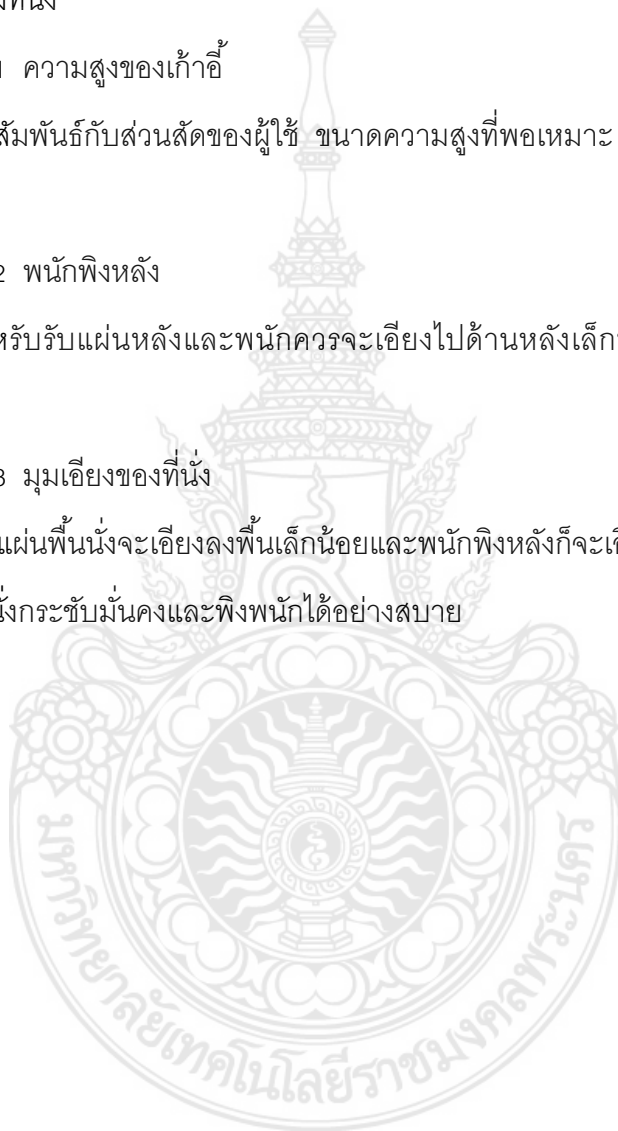 ความสูงของเก้าอี้
สัมพันธ์กับส่วนสัดของผู้ใช้ ขนาดความสูงที่พอเหมาะ
2 พนักพิงหลัง
หรับรับแผ่นหลังและพนักควรจะเอียงไปด้านหลังเล็ก
3 มุมเอียงของที่นั่ง
แผ่นพื้นนั่งจะเอียงลงพื้นเล็กน้อยและพนักพิงหลังก็จะเ
นั่งกระชับมั่นคงและพิงพนักได้อย่างสบาย
มหาวิทยาลัยเทคโนโลยีราชมงคลพระนคร